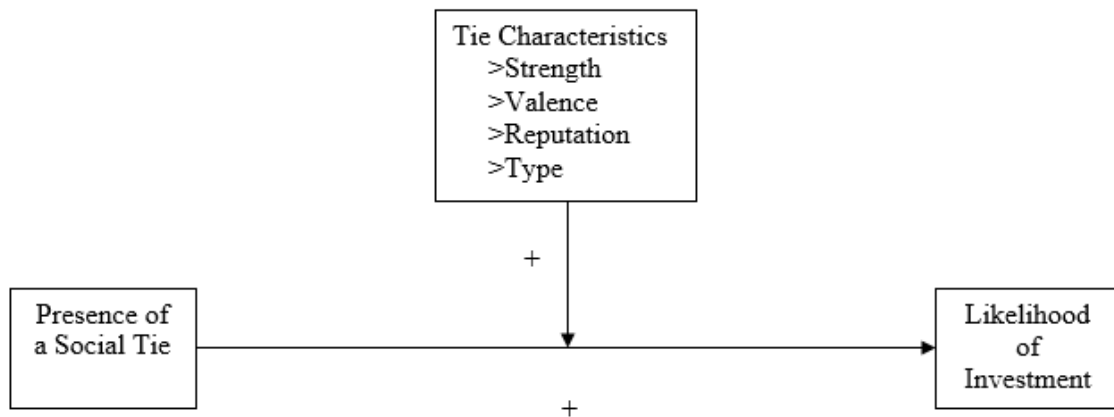 Tie Characteristics
>Strength
>Valence
>Reputation
>Type
+
Presence of
a Social Tie
Likelihood
of
Investment
+